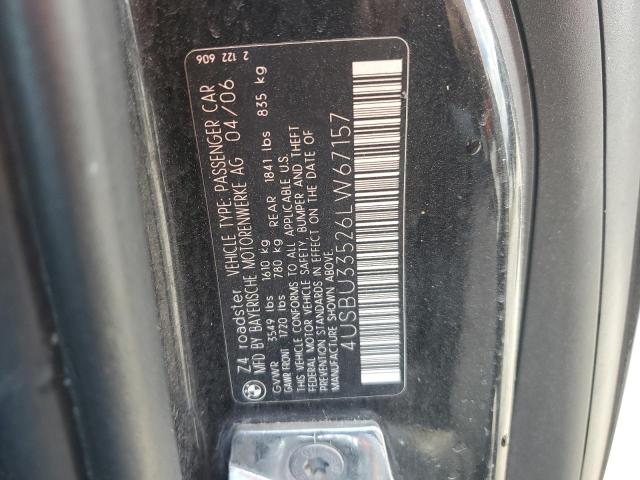 2 122 606
Z4 roadster VEHICLE TYPE: PASSENGER CAR
MFD BY BAYERISCHE MOTORENWERKE AG 04/06
GVWR 3549 lbs 1610 kg REAR 1841 lbs 835 kg
GAWR FRONT 1720 lbs 780 kg
THIS VEHICLE CONFORMS TO ALL APPLICABLE U.S.
FEDERAL MOTOR VEHICLE SAFETY, BUMPER AND THEFT
PREVENTION STANDARDS IN EFFECT ON THE DATE OF
MANUFACTURE SHOWN ABOVE.
4USBU33526LW67157